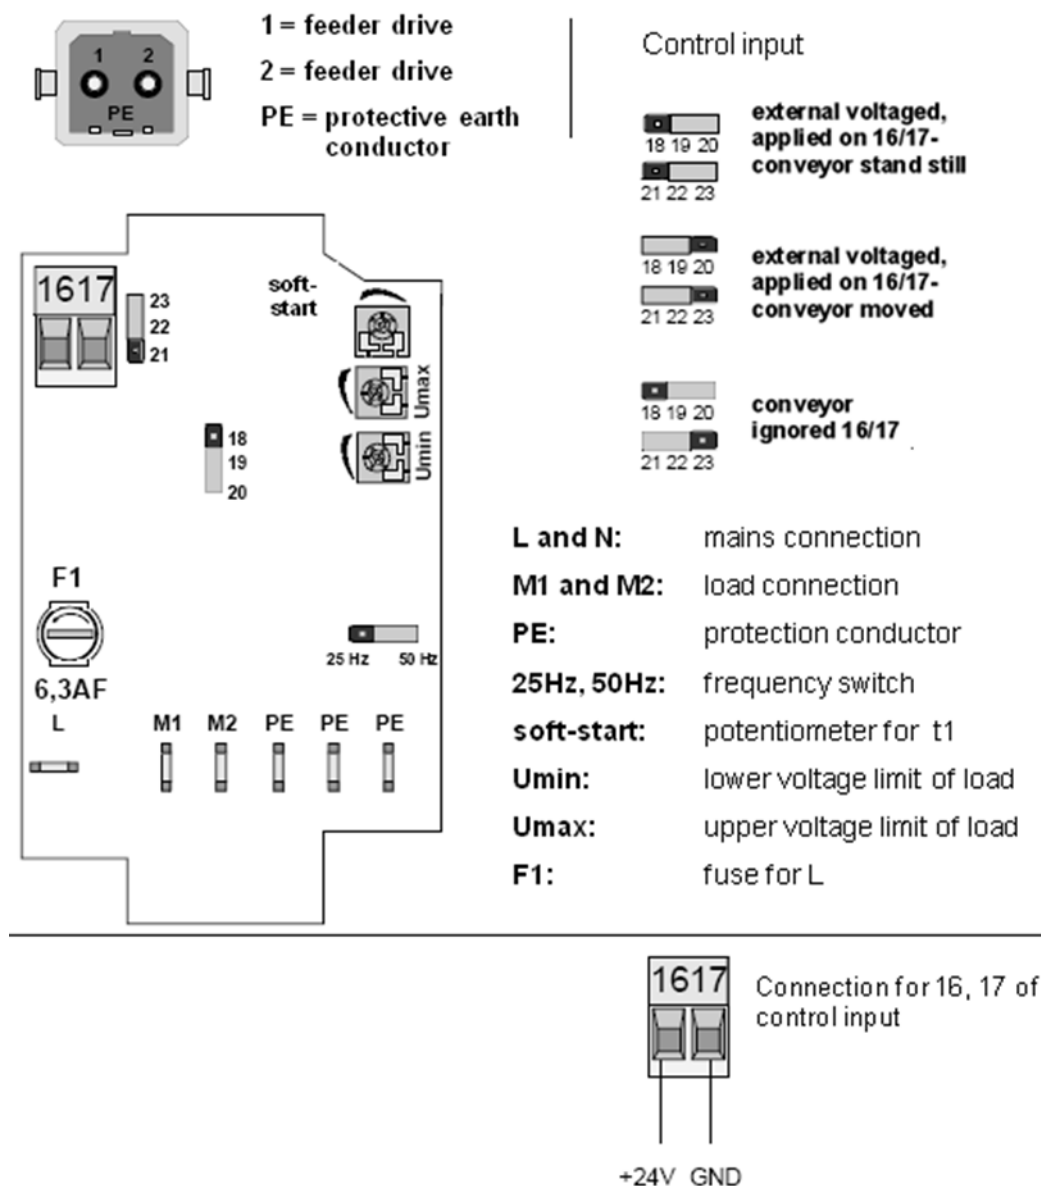 1 2
PE
1 = feeder drive
2 = feeder drive
PE = protective earth
conductor
Control input
18 19 20
21 22 23
external voltaged,
applied on 16/17-
conveyor stand still
18 19 20
21 22 23
external voltaged,
applied on 16/17-
conveyor moved
18 19 20
21 22 23
conveyor
ignored 16/17
1617
23
22
21
soft-
start
Umax
Umin
18
19
20
F1
6,3AF
25 Hz 50 Hz
L M1 M2 PE PE PE
L and N: mains connection
M1 and M2: load connection
PE: protection conductor
25Hz, 50Hz: frequency switch
soft-start: potentiometer for t1
Umin: lower voltage limit of load
Umax: upper voltage limit of load
F1: fuse for L
1617
Connection for 16, 17 of
control input
+24V GND